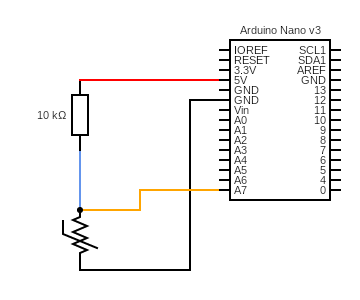 Arduino Nano v3
IOREF SCL1
RESET SDA1
3.3V AREF
5V GND
GND 13
GND 12
Vin 11
A0 10
A1 9
A2 8
A3 7
A4 6
A5 5
A6 4
A7 0
10 kΩ